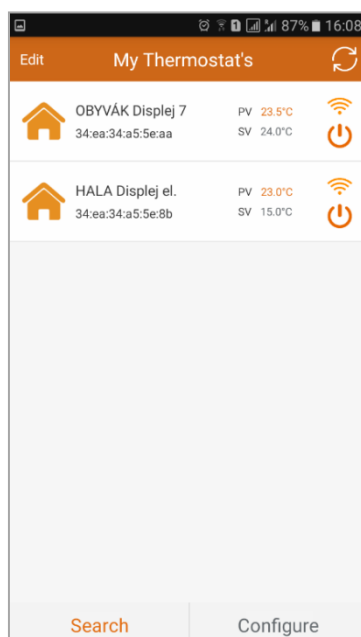 1 87% 16:08
Edit My Thermostat's
OBYVÁK Displej 7 PV 23.5°C
34:ea:34:a5:5e:aa SV 24.0°C
HALA Displej el. PV 23.0°C
34:ea:34:a5:5e:8b SV 15.0°C
Search Configure